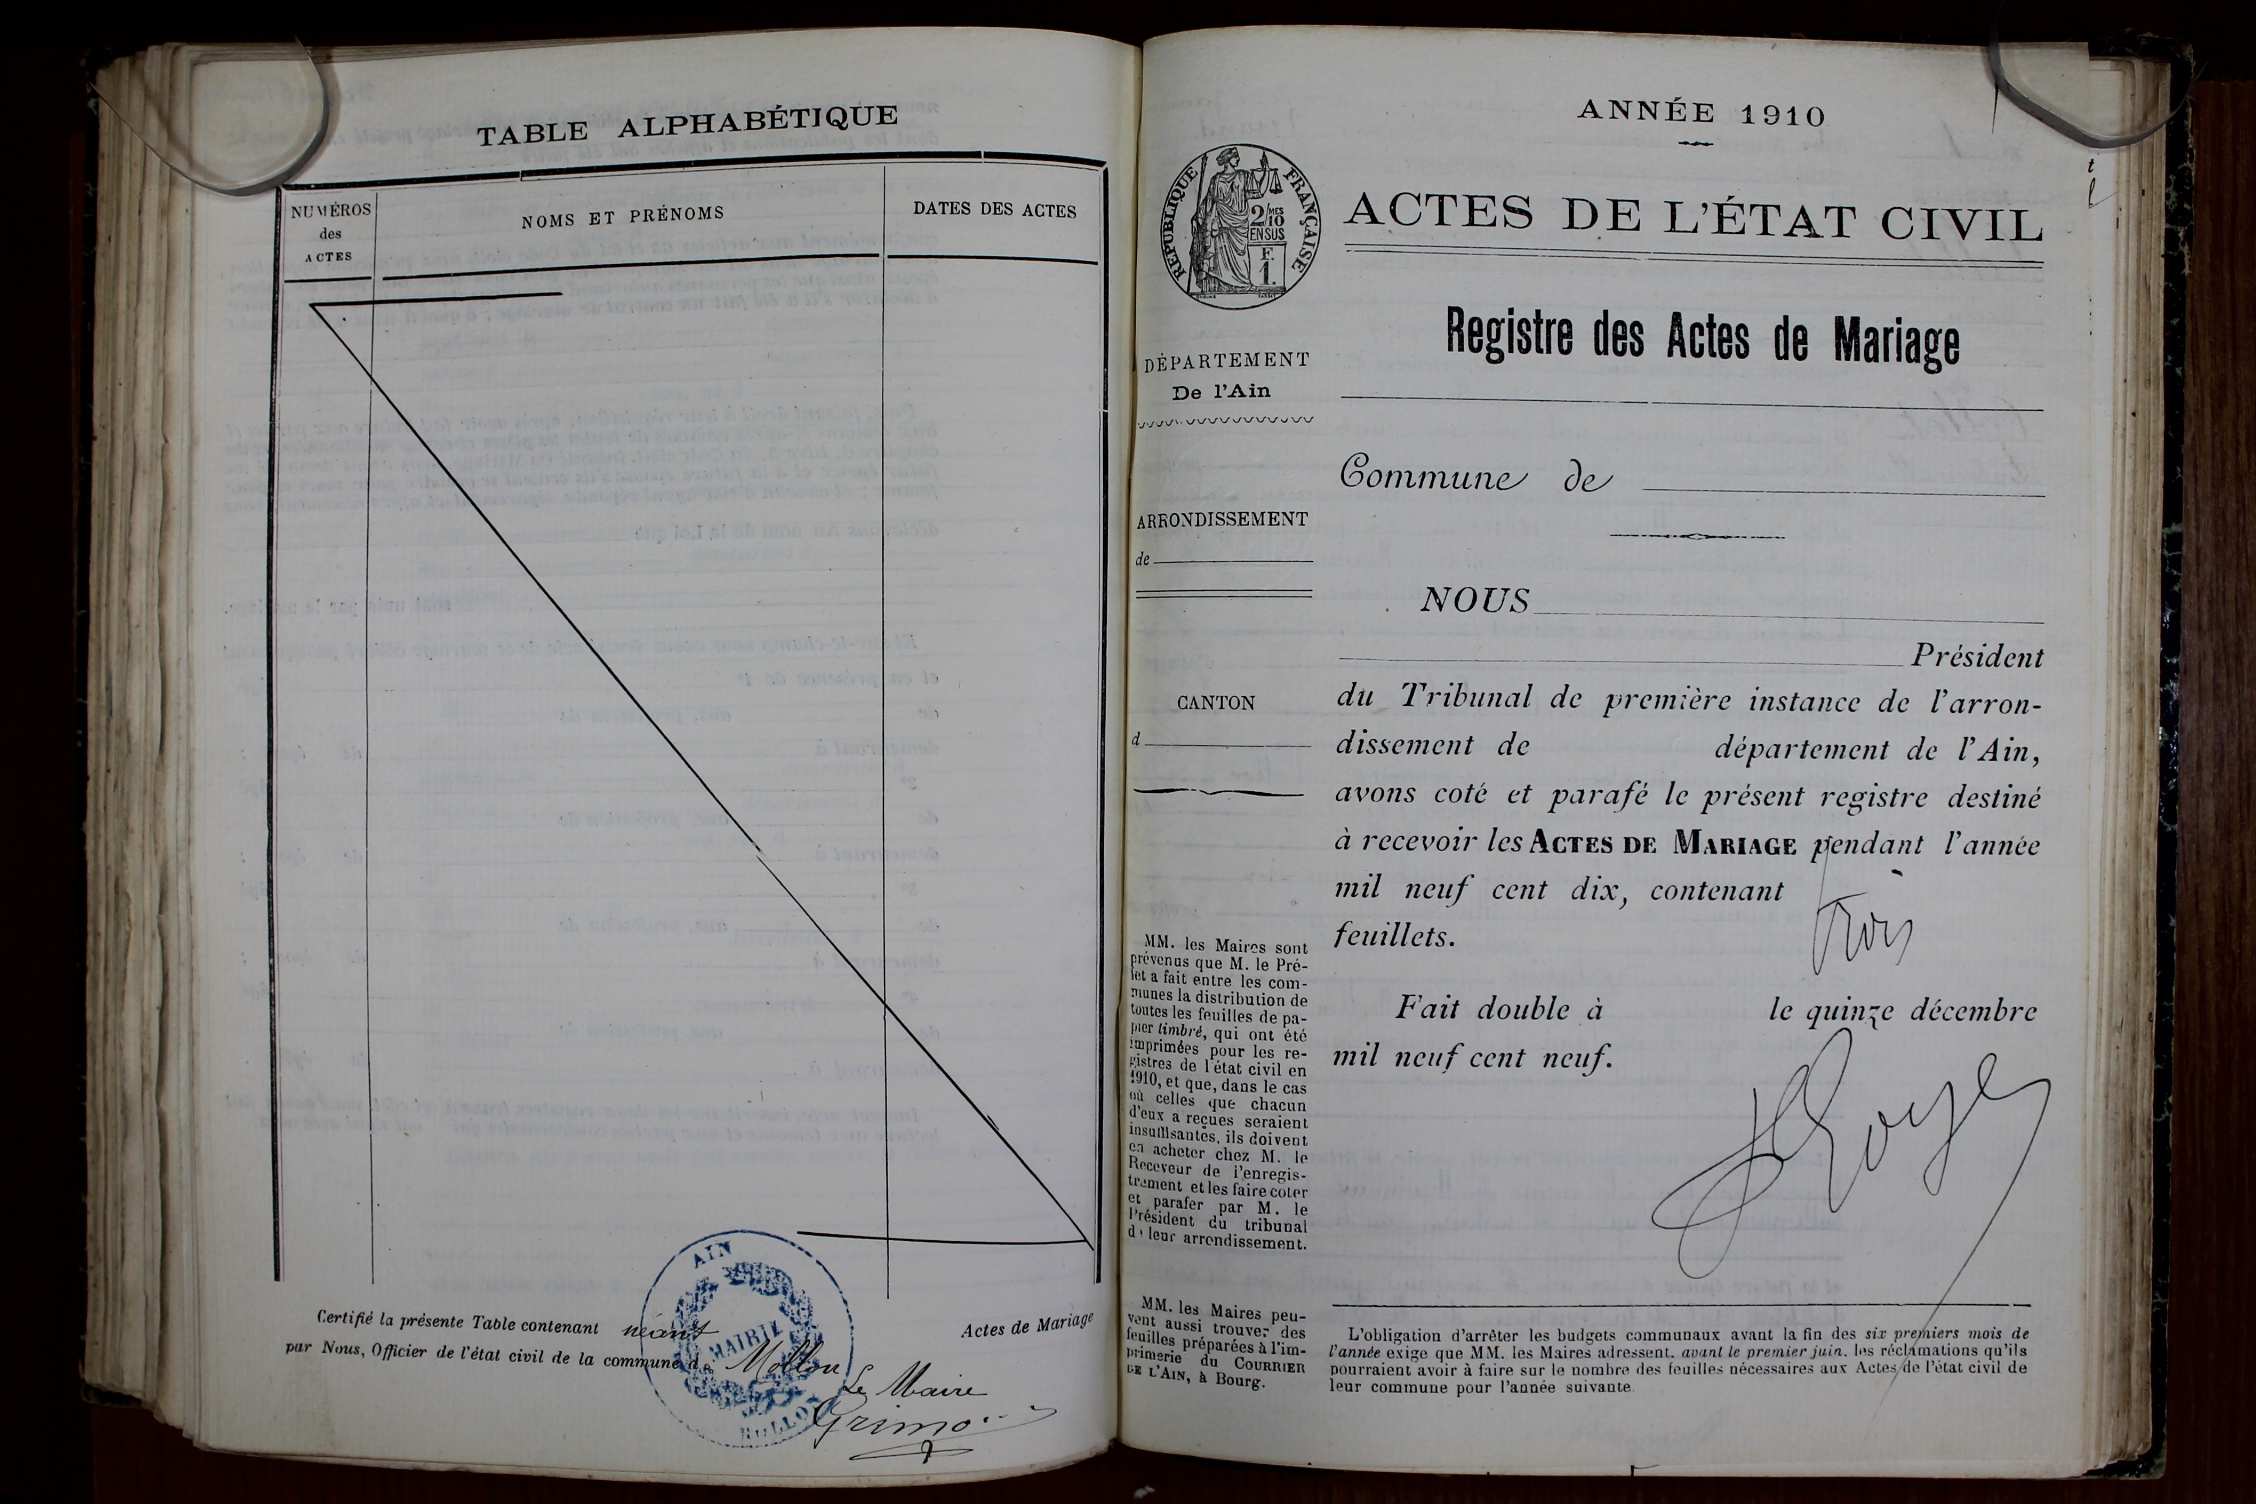 TABLE ALPHABÉTIQUE
NUMÉROS
des
ACTES
NOMS ET PRÉNOMS
DATES DES ACTES
Certifié la présente Table contenant néant Actes de Mariage
par Nous, Officier de l'état civil de la commune de Mollon
AIN
MAIRIE
MOLLON
Le Maire
ANNÉE 1910
RÉPUBLIQUE FRANÇAISE
2/10 MES
EN SUS
F.
1.
ACTES DE L'ÉTAT CIVIL
Registre des Actes de Mariage
DÉPARTEMENT
De l'Ain
Commune de
ARRONDISSEMENT
de
NOUS
Président
du Tribunal de première instance de l'arron-
dissement de département de l'Ain,
avons coté et parafé le présent registre destiné
à recevoir les ACTES DE MARIAGE pendant l'année
mil neuf cent dix, contenant trois
feuillets.
Fait double à le quinze décembre
mil neuf cent neuf.
CANTON
d
MM. les Maires sont
prévenus que M. le Pré-
fet a fait entre les com-
munes la distribution de
toutes les feuilles de pa-
pier timbré, qui ont été
imprimées pour les re-
gistres de l'état civil en
1910, et que, dans le cas
où celles que chacun
d'eux a reçues seraient
insuffisantes, ils doivent
en acheter chez M. le
Receveur de l'enregis-
trement et les faire coter
et parafer par M. le
Président du tribunal
de leur arrondissement.
MM. les Maires peu-
vent aussi trouver des
feuilles préparées à l'im-
primerie du COURRIER
DE L'AIN, à Bourg.
L'obligation d'arrêter les budgets communaux avant la fin des six premiers mois de
l'année exige que MM. les Maires adressent, avant le premier juin, les réclamations qu'ils
pourraient avoir à faire sur le nombre des feuilles nécessaires aux Actes de l'état civil de
leur commune pour l'année suivante.